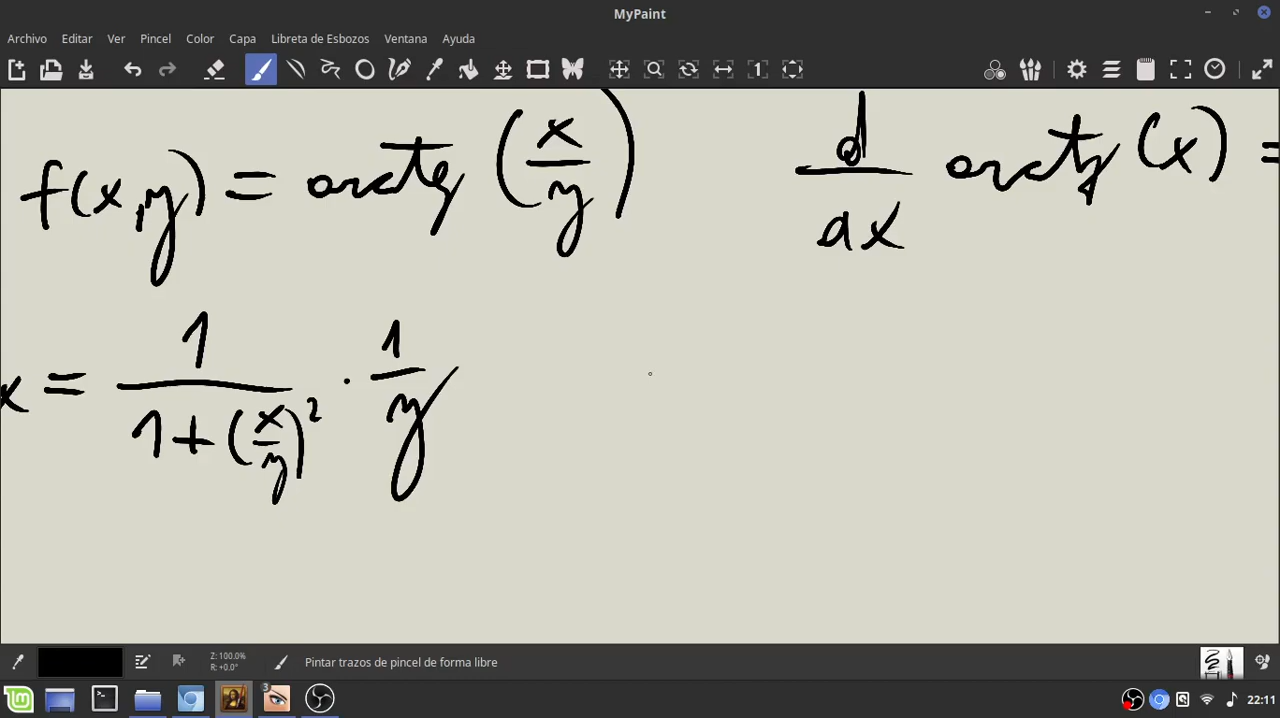 MyPaint
Archivo Editar Ver Pincel Color Capa Libreta de Esbozos Ventana Ayuda
f(x,y) = arctg (x/y)
d/dx arctg (x) =
x = 1/(1+(x/y)²) · 1/y
Z: 100.0%
R: +0.0°
Pintar trazos de pincel de forma libre
3
22:11